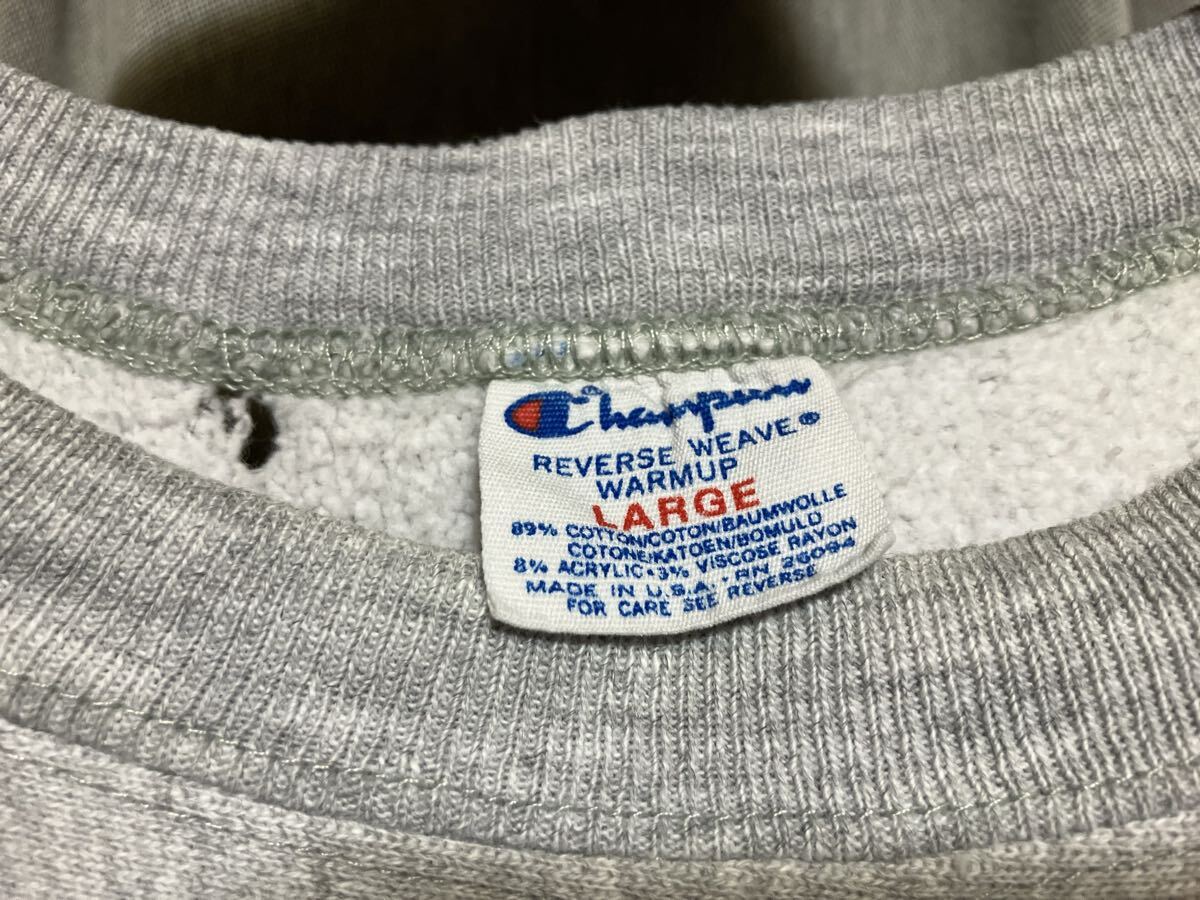 Champion®
REVERSE WEAVE®
WARMUP
LARGE
89% COTTON/COTON/BAUMWOLLE
COTONE/KATOEN/BOMULD
8% ACRYLIC•3% VISCOSE RAYON
MADE IN U.S.A. • RN 26094
FOR CARE SEE REVERSE